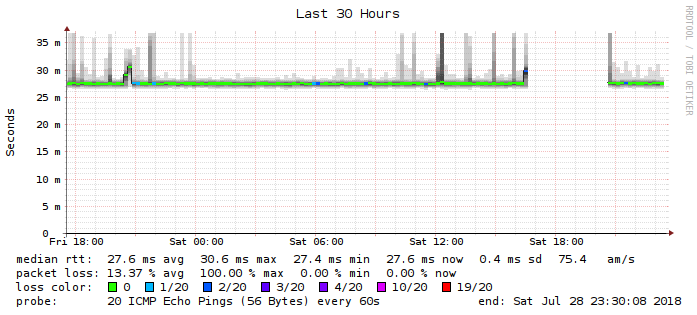 Last 30 Hours
RRDTOOL / TOBI OETIKER
Seconds
35 m
30 m
25 m
20 m
15 m
10 m
5 m
0
Fri 18:00 Sat 00:00 Sat 06:00 Sat 12:00 Sat 18:00
median rtt: 27.6 ms avg 30.6 ms max 27.4 ms min 27.6 ms now 0.4 ms sd 75.4 am/s
packet loss: 13.37 % avg 100.00 % max 0.00 % min 0.00 % now
loss color: 0 1/20 2/20 3/20 4/20 10/20 19/20
probe: 20 ICMP Echo Pings (56 Bytes) every 60s end: Sat Jul 28 23:30:08 2018